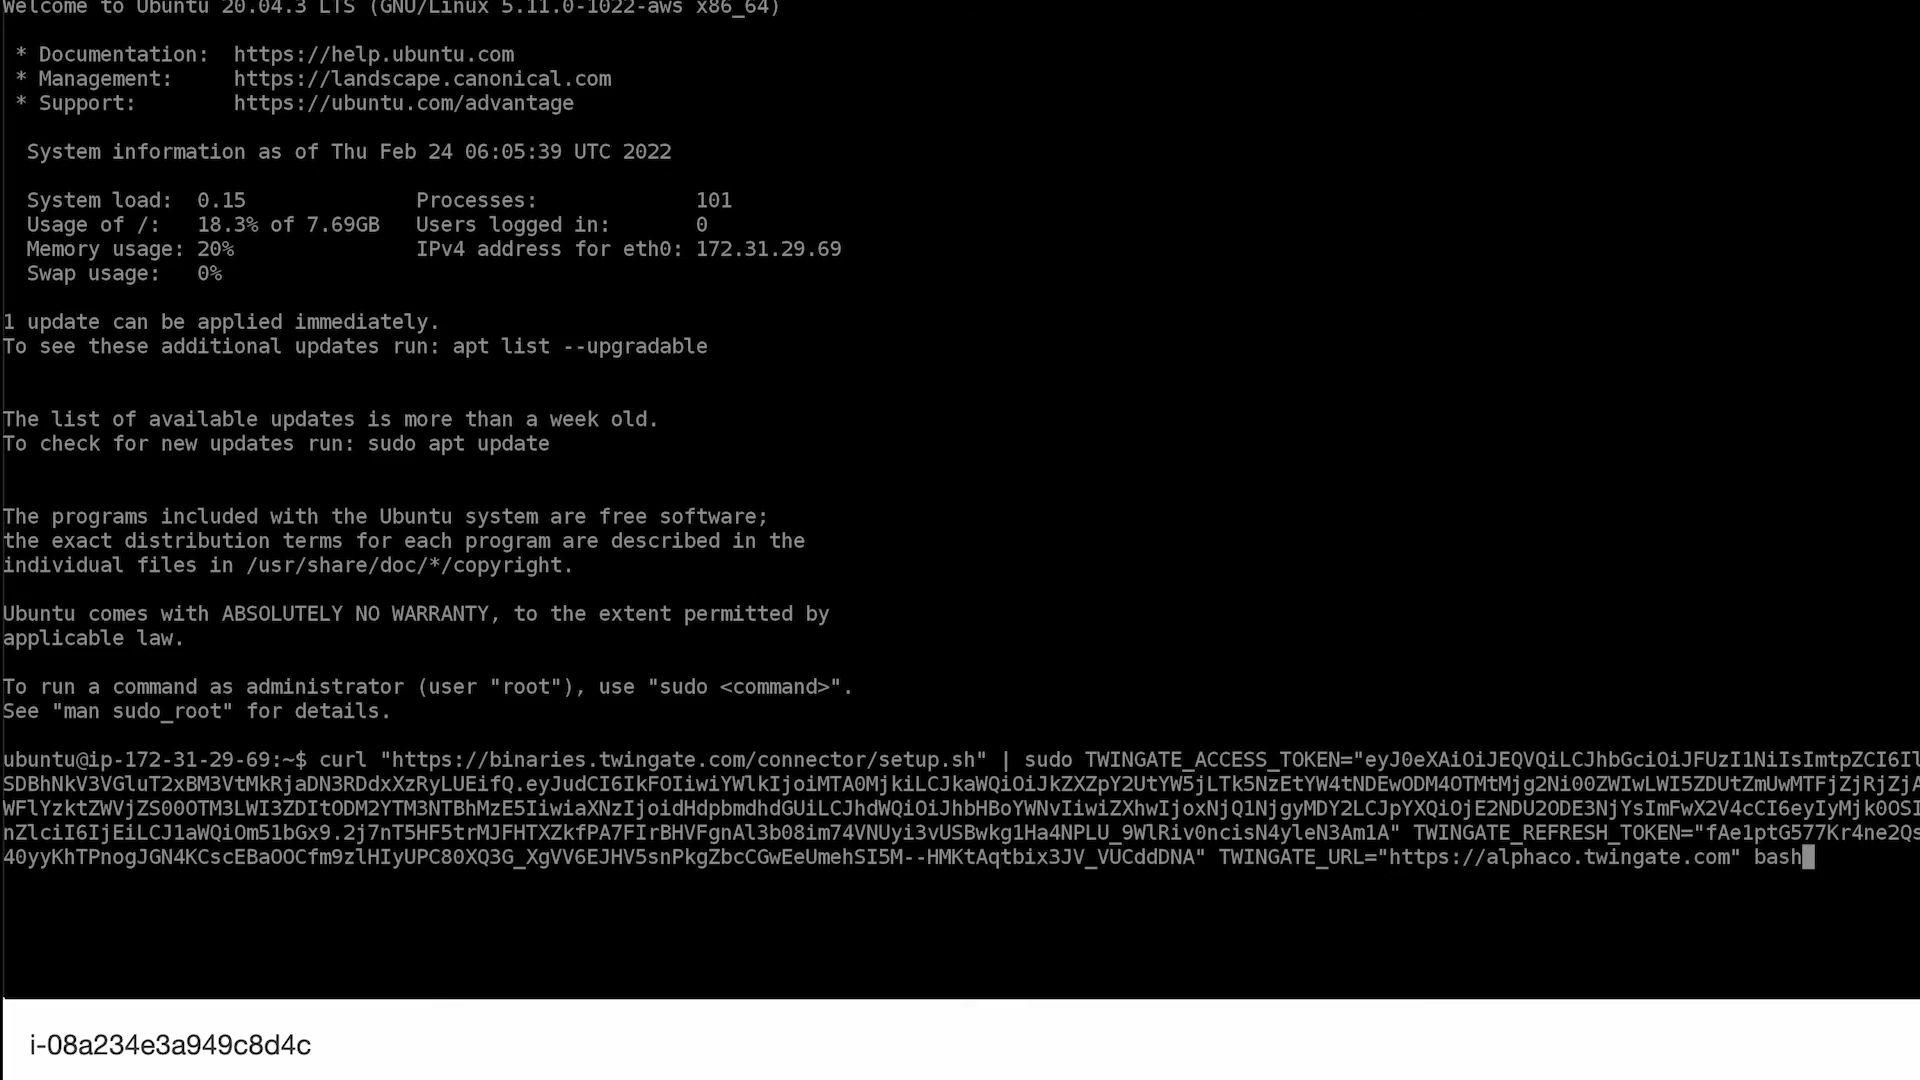 Welcome to Ubuntu 20.04.3 LTS (GNU/Linux 5.11.0-1022-aws x86_64)
* Documentation: https://help.ubuntu.com
* Management: https://landscape.canonical.com
* Support: https://ubuntu.com/advantage
System information as of Thu Feb 24 06:05:39 UTC 2022
System load: 0.15 Processes: 101
Usage of /: 18.3% of 7.69GB Users logged in: 0
Memory usage: 20% IPv4 address for eth0: 172.31.29.69
Swap usage: 0%
1 update can be applied immediately.
To see these additional updates run: apt list --upgradable
The list of available updates is more than a week old.
To check for new updates run: sudo apt update
The programs included with the Ubuntu system are free software;
the exact distribution terms for each program are described in the
individual files in /usr/share/doc/*/copyright.
Ubuntu comes with ABSOLUTELY NO WARRANTY, to the extent permitted by
applicable law.
To run a command as administrator (user "root"), use "sudo <command>".
See "man sudo_root" for details.
ubuntu@ip-172-31-29-69:~$ curl "https://binaries.twingate.com/connector/setup.sh" | sudo TWINGATE_ACCESS_TOKEN="eyJ0eXAiOiJEQVQiLCJhbGciOiJFUzI1NiIsImtpZCI6Il
SDBhNkV3VGluT2xBM3VtMkRjaDN3RDdxXzRyLUEifQ.eyJudCI6IkFOIiwiYWlkIjoiMTA0MjkiLCJkaWQiOiJkZXZpY2UtYW5jLTk5NzEtYW4tNDEwODM4OTMtMjg2Ni00ZWIwLWI5ZDUtZmUwMTFjZjRjZjA
WFlYzktZWVjZS00OTM3LWI3ZDItODM2YTM3NTBhMzE5IiwiaXNzIjoidHdpbmdhdGUiLCJhdWQiOiJhbHBoYWNvIiwiZXhwIjoxNjQ1NjgyMDY2LCJpYXQiOjE2NDU2ODE3NjYsImFwX2V4cCI6eyIyMjk0OSI
nZlciI6IjEiLCJ1aWQiOm51bGx9.2j7nT5HF5trMJFHTXZkfPA7FIrBHVFgnAl3b08im74VNUyi3vUSBwkg1Ha4NPLU_9WlRiv0ncisN4yleN3Am1A" TWINGATE_REFRESH_TOKEN="fAe1ptG577Kr4ne2Qs
40yyKhTPnogJGN4KCscEBaOOCfm9zlHIyUPC80XQ3G_XgVV6EJHV5snPkgZbcCGwEeUmehSI5M--HMKtAqtbix3JV_VUCddDNA" TWINGATE_URL="https://alphaco.twingate.com" bash
i-08a234e3a949c8d4c